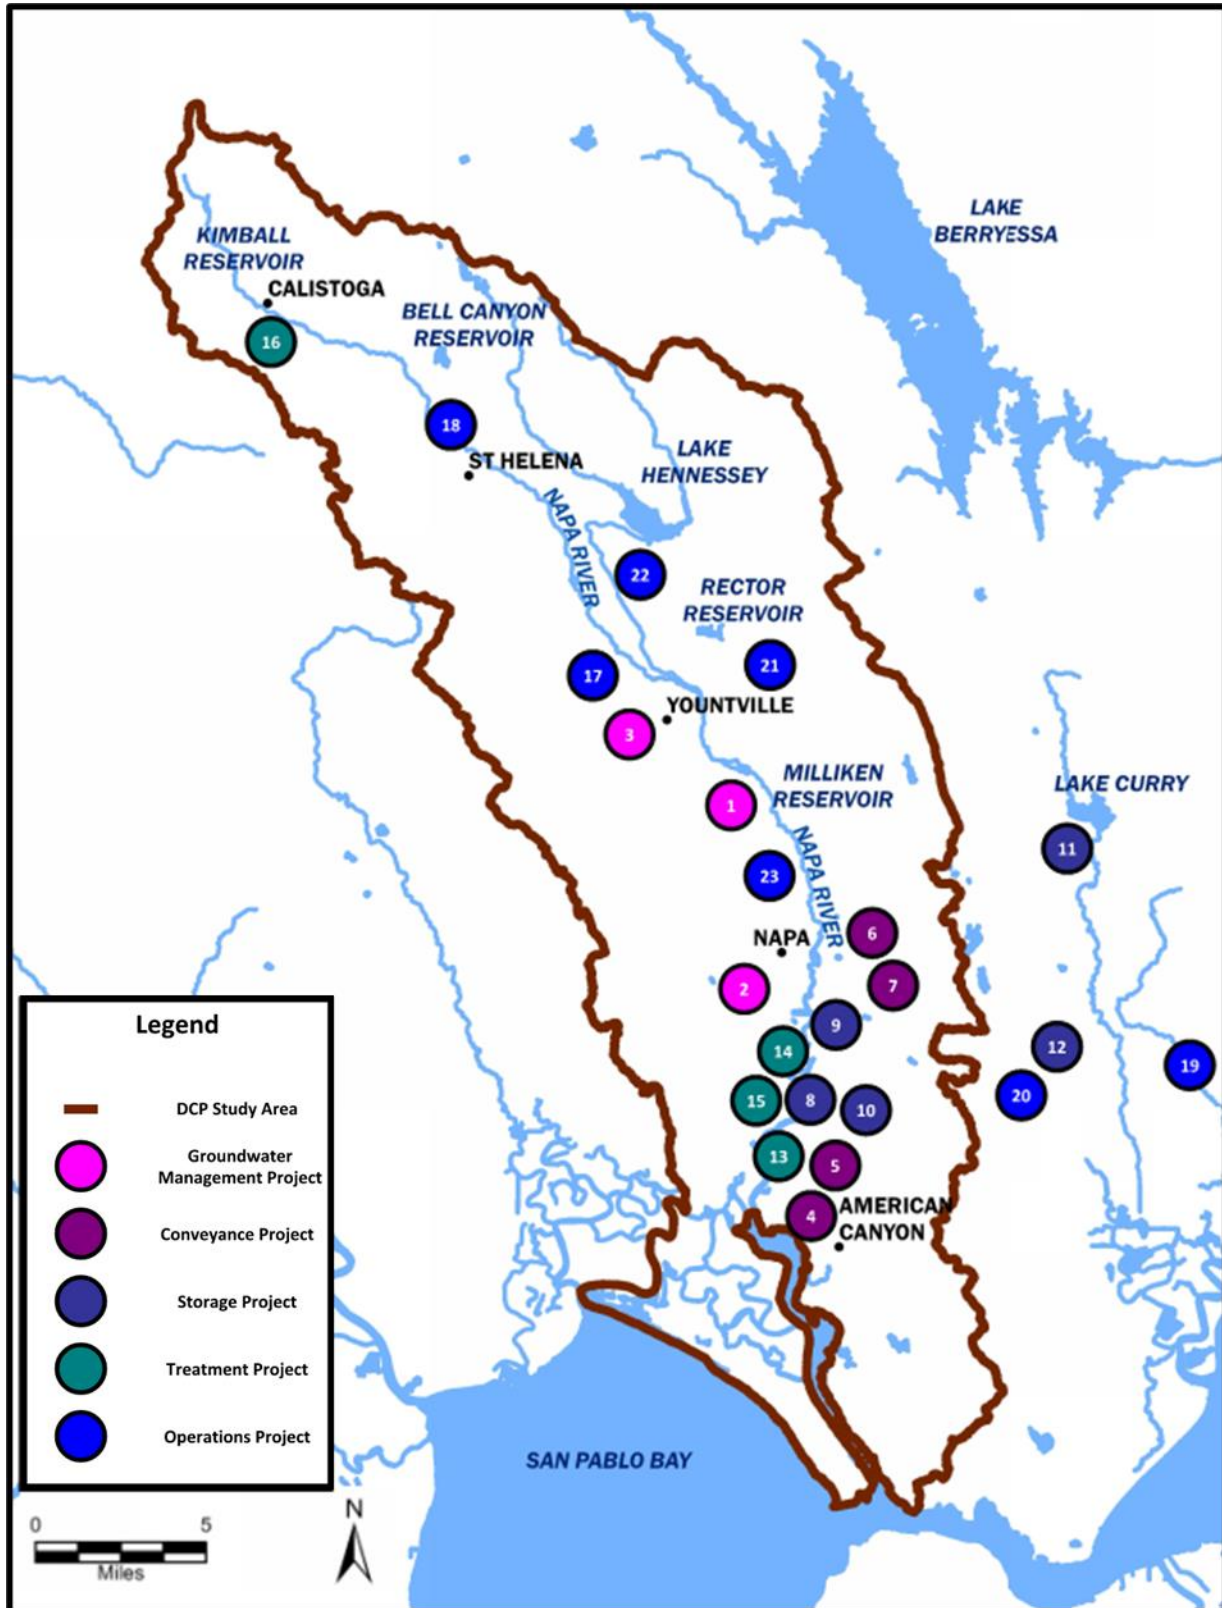 LAKE
BERRYESSA
KIMBALL
RESERVOIR
CALISTOGA
BELL CANYON
RESERVOIR
16
18
ST HELENA
LAKE
HENNESSEY
NAPA RIVER
22
RECTOR
RESERVOIR
21
17
YOUNTVILLE
3
MILLIKEN
RESERVOIR
LAKE CURRY
1
11
NAPA RIVER
23
6
NAPA
7
2
9
14
12
19
20
15
8
10
13
5
4
AMERICAN
CANYON
SAN PABLO BAY
Legend
DCP Study Area
Groundwater
Management Project
Conveyance Project
Storage Project
Treatment Project
Operations Project
0 5
Miles
N